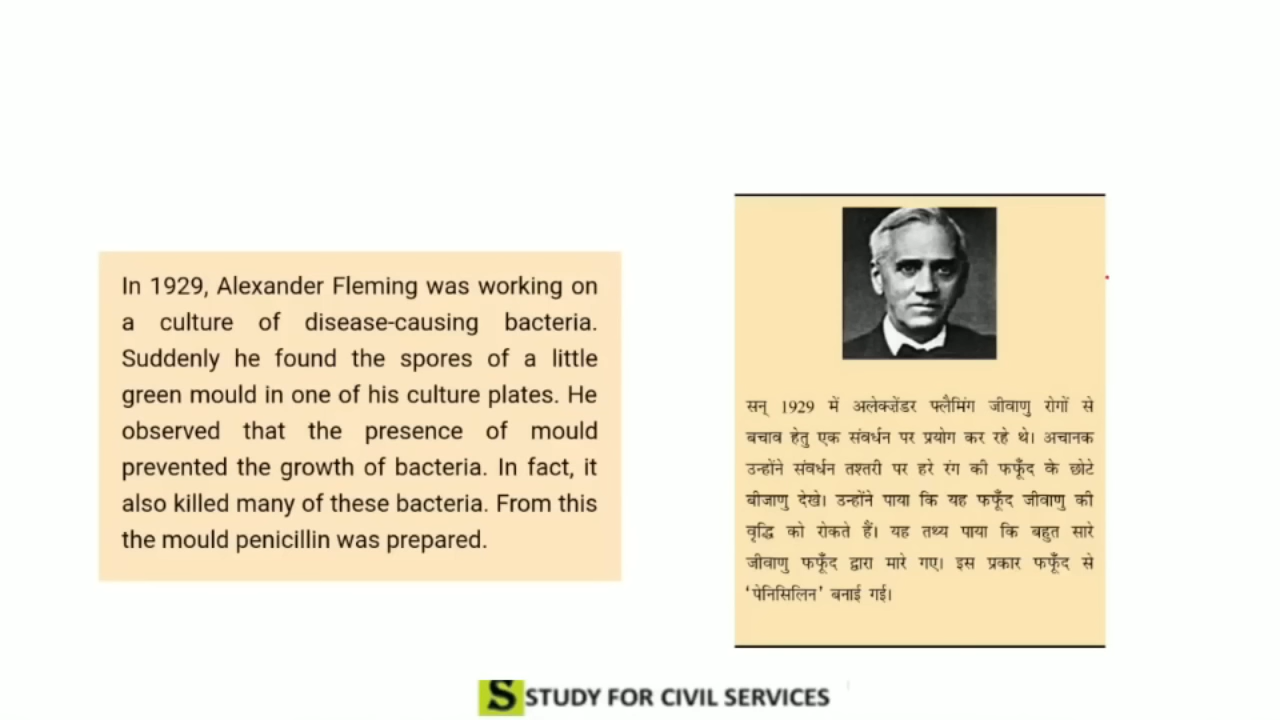 In 1929, Alexander Fleming was working on
a culture of disease-causing bacteria.
Suddenly he found the spores of a little
green mould in one of his culture plates. He
observed that the presence of mould
prevented the growth of bacteria. In fact, it
also killed many of these bacteria. From this
the mould penicillin was prepared.
सन् 1929 में अलेक्ज़ेंडर फ्लैमिंग जीवाणु रोगों से
बचाव हेतु एक संवर्धन पर प्रयोग कर रहे थे। अचानक
उन्होंने संवर्धन तश्तरी पर हरे रंग की फफूँद के छोटे
बीजाणु देखे। उन्होंने पाया कि यह फफूँद जीवाणु की
वृद्धि को रोकते हैं। यह तथ्य पाया कि बहुत सारे
जीवाणु फफूँद द्वारा मारे गए। इस प्रकार फफूँद से
‘पेनिसिलिन’ बनाई गई।
S STUDY FOR CIVIL SERVICES